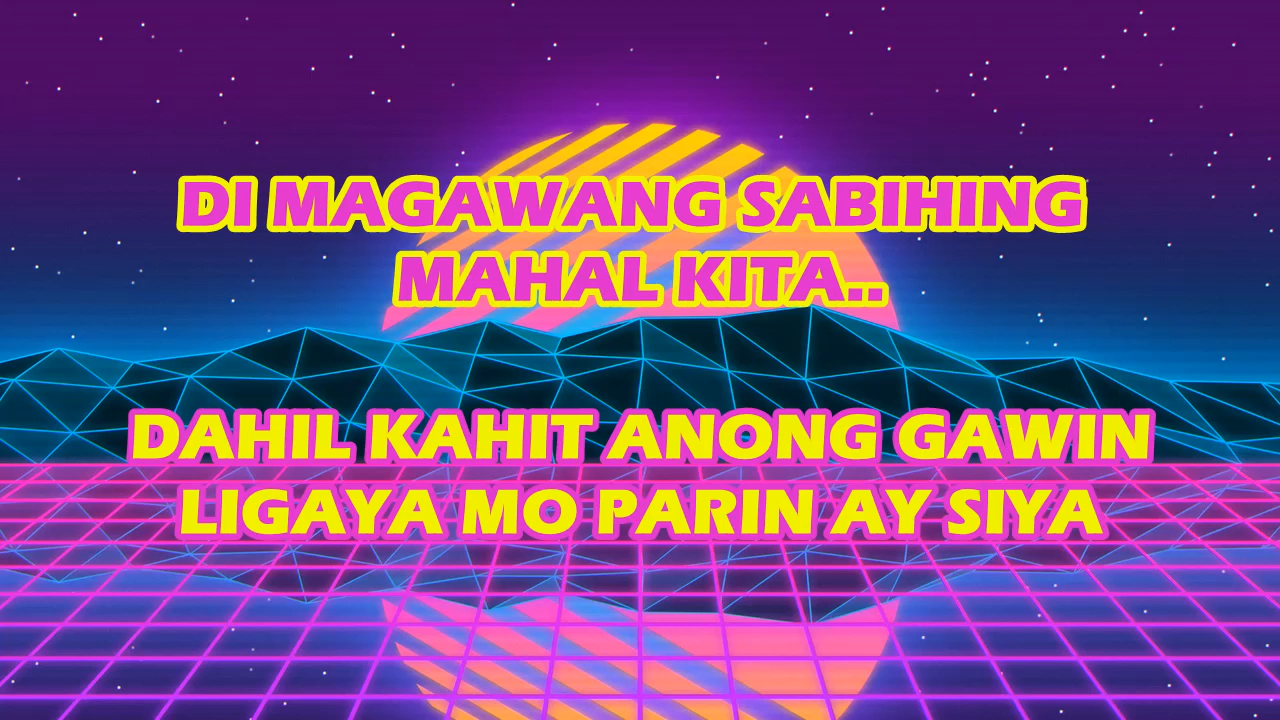 DI MAGAWANG SABIHING
MAHAL KITA..
DAHIL KAHIT ANONG GAWIN
LIGAYA MO PARIN AY SIYA